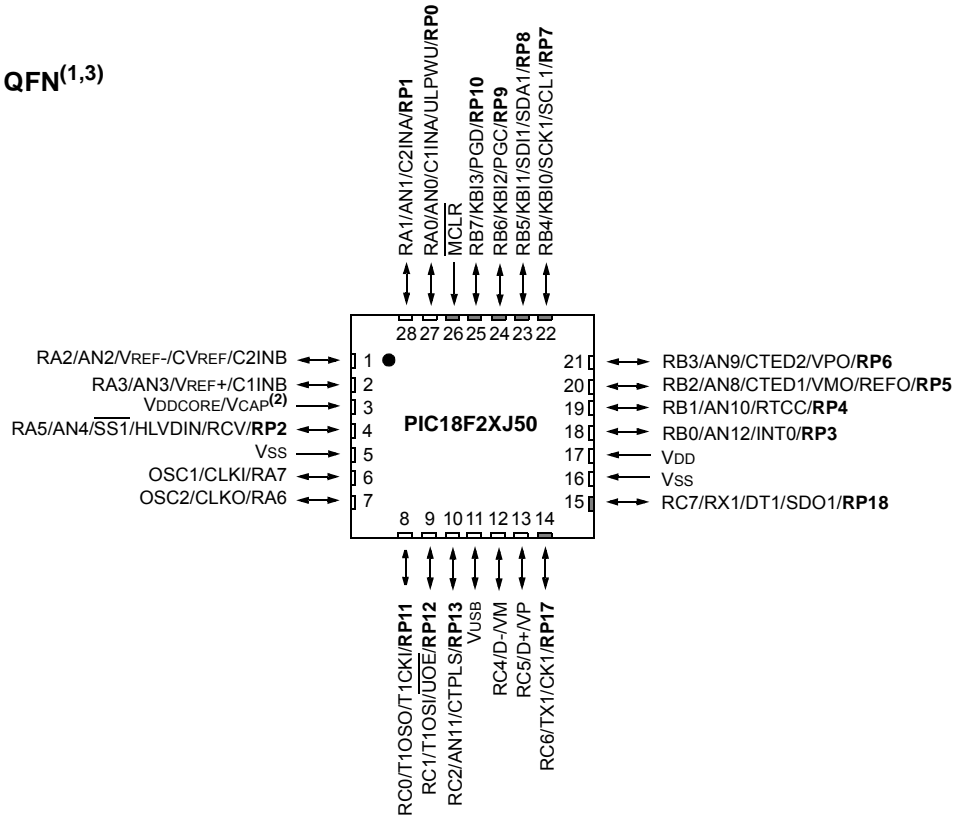 QFN(1,3)
RA1/AN1/C2INA/RP1
RA0/AN0/C1INA/ULPWU/RP0
MCLR
RB7/KBI3/PGD/RP10
RB6/KBI2/PGC/RP9
RB5/KBI1/SDI1/SDA1/RP8
RB4/KBI0/SCK1/SCL1/RP7
28 27 26 25 24 23 22
RA2/AN2/VREF-/CVREF/C2INB 1
RA3/AN3/VREF+/C1INB 2
VDDCORE/VCAP(2) 3
RA5/AN4/SS1/HLVDIN/RCV/RP2 4
VSS 5
OSC1/CLKI/RA7 6
OSC2/CLKO/RA6 7
PIC18F2XJ50
21 RB3/AN9/CTED2/VPO/RP6
20 RB2/AN8/CTED1/VMO/REFO/RP5
19 RB1/AN10/RTCC/RP4
18 RB0/AN12/INT0/RP3
17 VDD
16 VSS
15 RC7/RX1/DT1/SDO1/RP18
8 9 10 11 12 13 14
RC0/T1OSO/T1CKI/RP11
RC1/T1OSI/UOE/RP12
RC2/AN11/CTPLS/RP13
VUSB
RC4/D-/VM
RC5/D+/VP
RC6/TX1/CK1/RP17